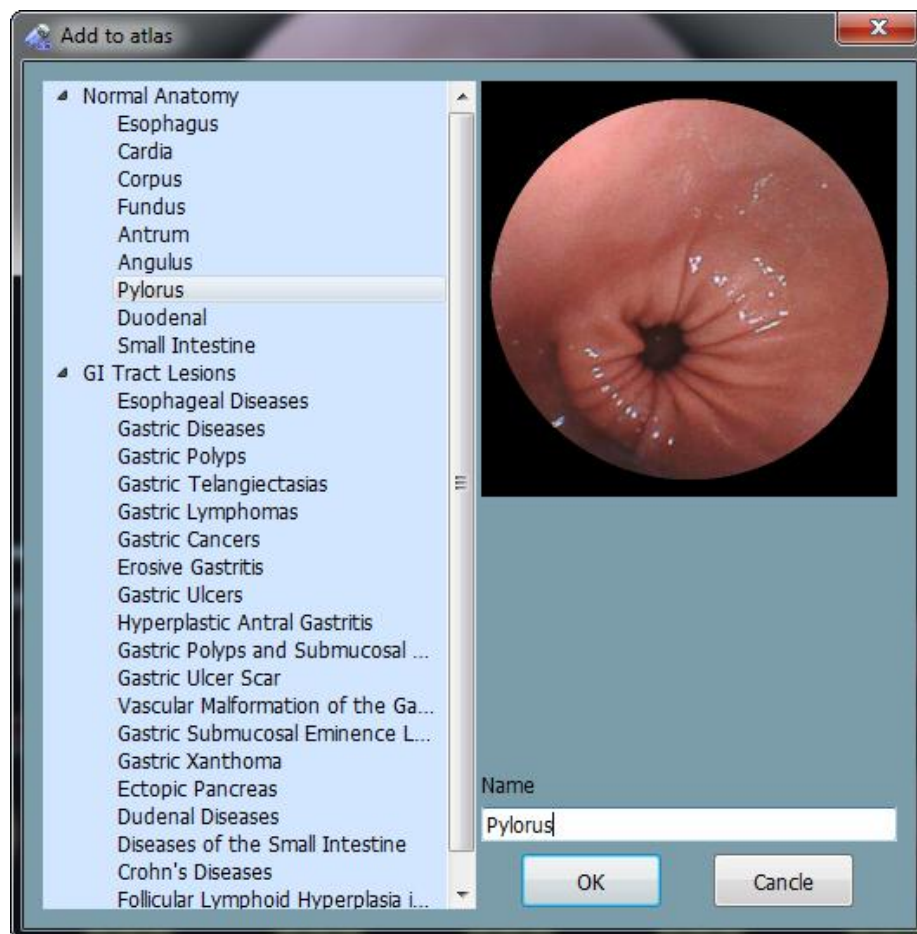 Add to atlas
Normal Anatomy
Esophagus
Cardia
Corpus
Fundus
Antrum
Angulus
Pylorus
Duodenal
Small Intestine
GI Tract Lesions
Esophageal Diseases
Gastric Diseases
Gastric Polyps
Gastric Telangiectasias
Gastric Lymphomas
Gastric Cancers
Erosive Gastritis
Gastric Ulcers
Hyperplastic Antral Gastritis
Gastric Polyps and Submucosal ...
Gastric Ulcer Scar
Vascular Malformation of the Ga...
Gastric Submucosal Eminence L...
Gastric Xanthoma
Ectopic Pancreas
Dudenal Diseases
Diseases of the Small Intestine
Crohn's Diseases
Follicular Lymphoid Hyperplasia i...
Name
Pylorus
OK
Cancle